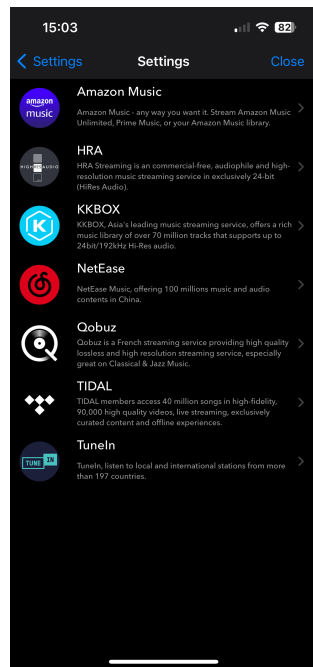 15:03
82
Settings
Settings
Close
amazon
music
Amazon Music
Amazon Music - any way you want it. Stream Amazon Music
Unlimited, Prime Music, or your Amazon Music library.
HIGHRESAUDIO
HRA
HRA Streaming is an commercial-free, audiophile and high-
resolution music streaming service in exclusively 24-bit
(HiRes Audio).
KKBOX
KKBOX, Asia's leading music streaming service, offers a rich
music library of over 70 million tracks that supports up to
24bit/192kHz Hi-Res audio.
NetEase
NetEase Music, offering 100 millions music and audio
contents in China.
Qobuz
Qobuz is a French streaming service providing high quality
lossless and high resolution streaming service, especially
great on Classical & Jazz Music.
TIDAL
TIDAL members access 40 million songs in high-fidelity,
90,000 high quality videos, live streaming, exclusively
curated content and offline experiences.
TUNE IN
TuneIn
TuneIn, listen to local and international stations from more
than 197 countries.